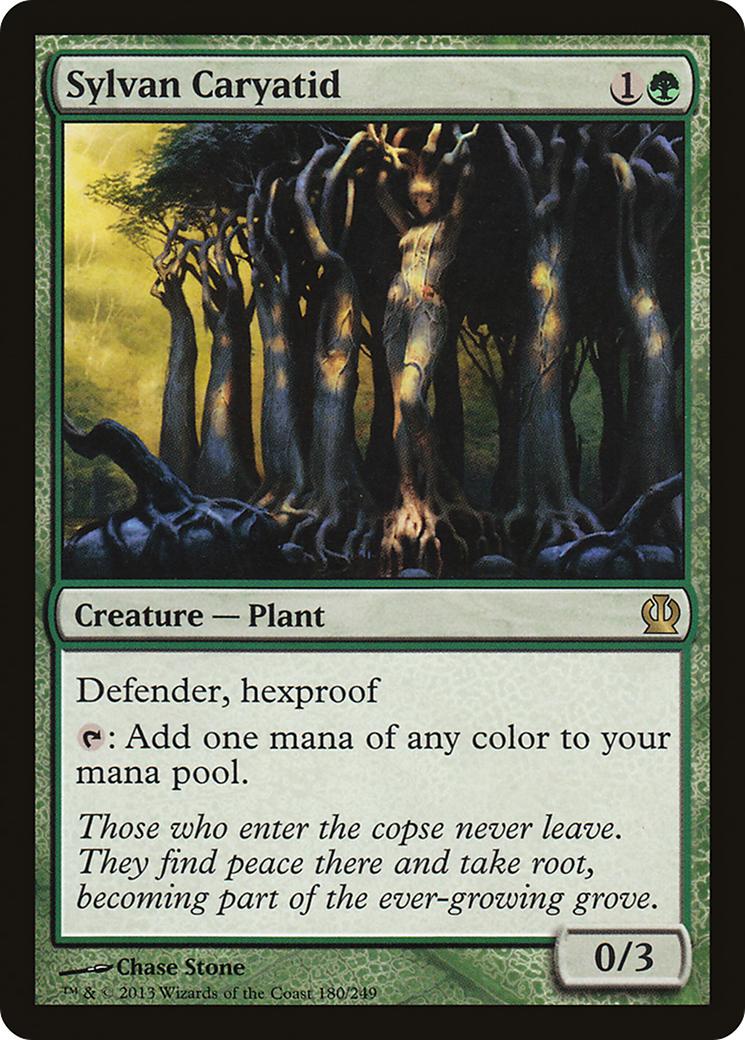 Sylvan Caryatid
1
Creature — Plant
Defender, hexproof
: Add one mana of any color to your
mana pool.
Those who enter the copse never leave.
They find peace there and take root,
becoming part of the ever-growing grove.
0/3
Chase Stone
™ & © 2013 Wizards of the Coast 180/249